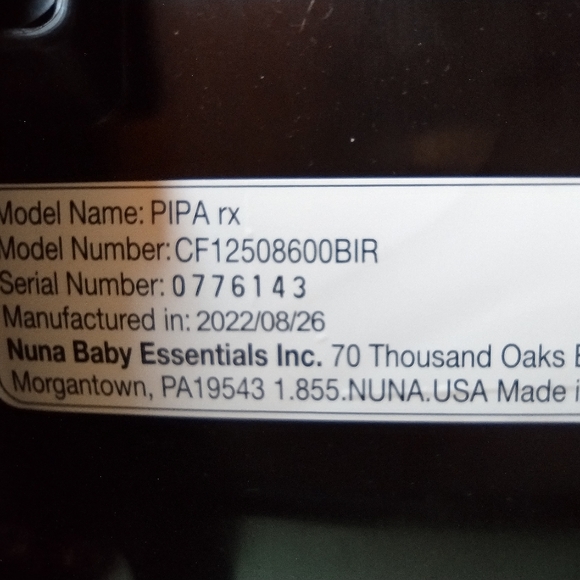 Model Name: PIPA rx
Model Number: CF12508600BIR
Serial Number: 0776143
Manufactured in: 2022/08/26
Nuna Baby Essentials Inc. 70 Thousand Oaks
Morgantown, PA19543 1.855.NUNA.USA Made